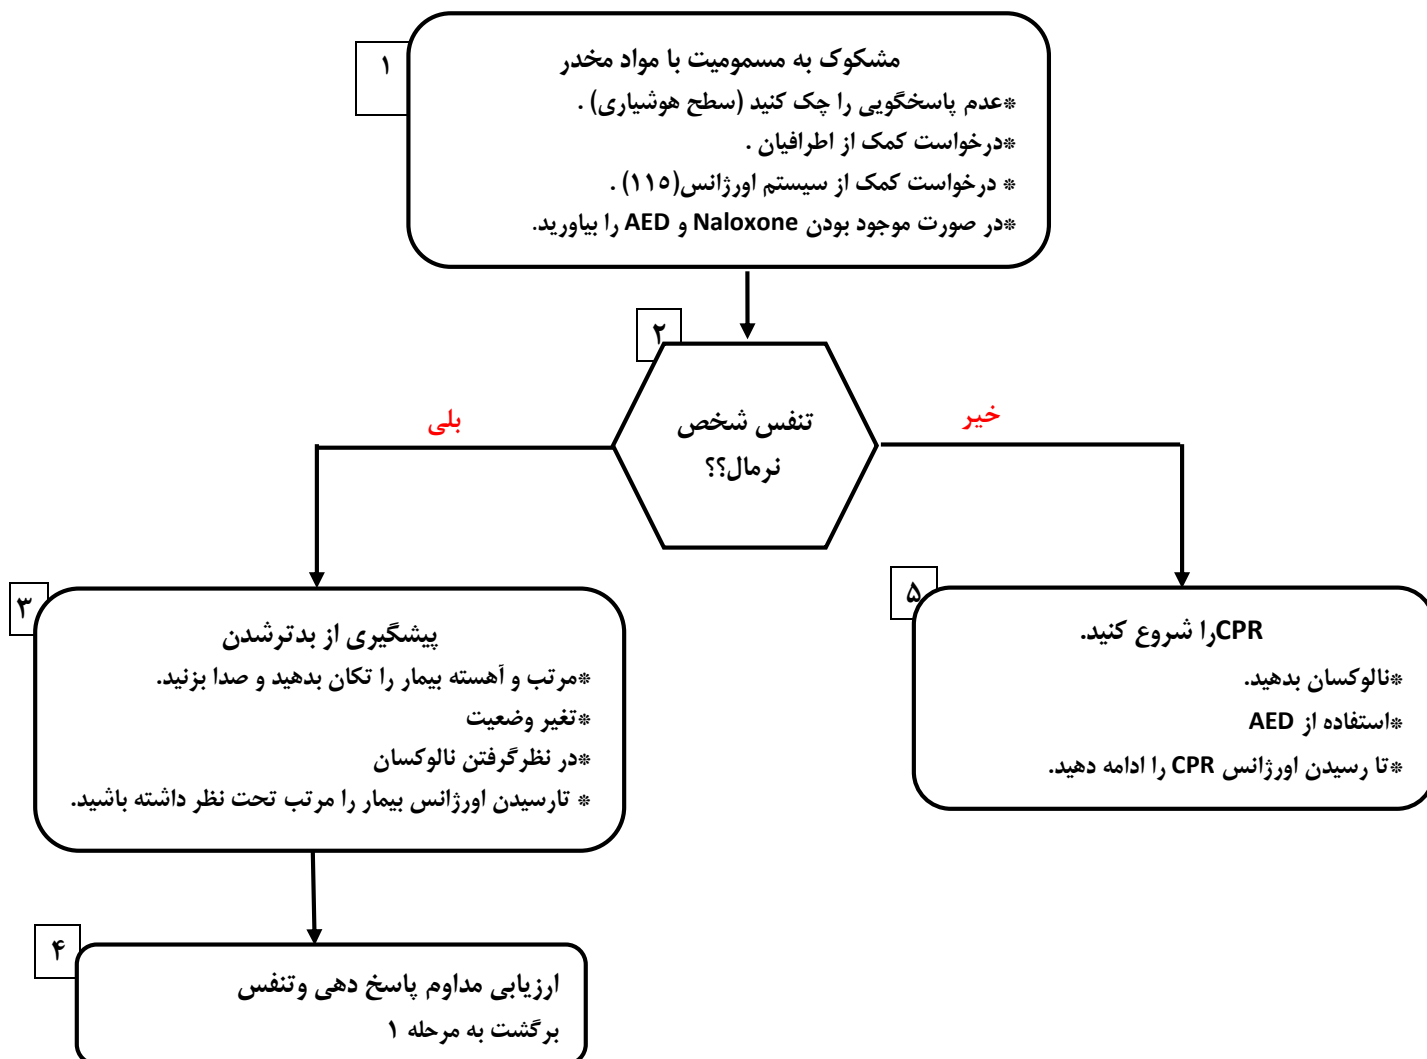 ۱
مشکوک به مسمومیت با مواد مخدر
*عدم پاسخگویی را چک کنید (سطح هوشیاری) .
*درخواست کمک از اطرافیان .
* درخواست کمک از سیستم اورژانس(۱۱۵) .
*در صورت موجود بودن Naloxone و AED را بیاورید.
۲
تنفس شخص
نرمال؟؟
خیر
بلی
۳
پیشگیری از بدترشدن
*مرتب و آهسته بیمار را تکان بدهید و صدا بزنید.
*تغیر وضعیت
*در نظرگرفتن نالوکسان
* تارسیدن اورژانس بیمار را مرتب تحت نظر داشته باشید.
۴
ارزیابی مداوم پاسخ دهی وتنفس
برگشت به مرحله ۱
۵
CPRرا شروع کنید.
*نالوکسان بدهید.
*استفاده از AED
*تا رسیدن اورژانس CPR را ادامه دهید.